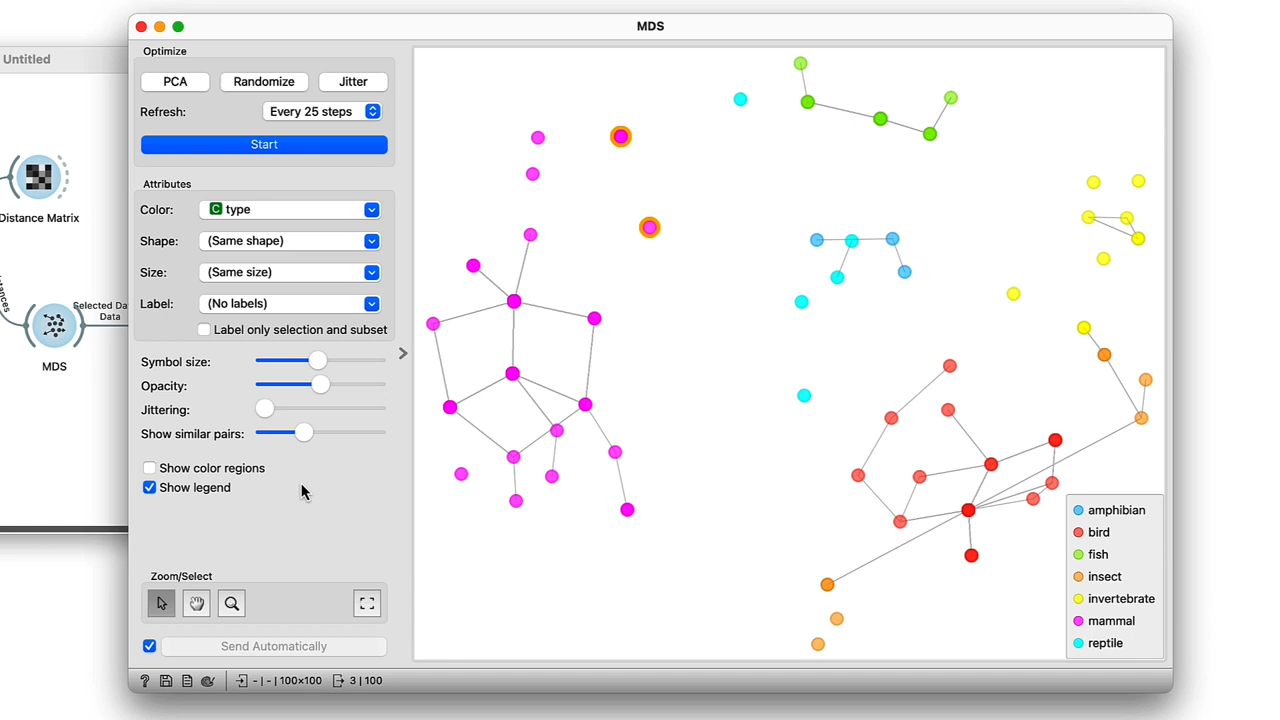 MDS
Untitled
Distance Matrix
Selected Da
Data
MDS
Optimize
PCA
Randomize
Jitter
Refresh:
Every 25 steps
Start
Attributes
Color:
C type
Shape:
(Same shape)
Size:
(Same size)
Label:
(No labels)
Label only selection and subset
Symbol size:
Opacity:
Jittering:
Show similar pairs:
Show color regions
Show legend
Zoom/Select
Send Automatically
? - | - | 100×100 3 | 100
amphibian
bird
fish
insect
invertebrate
mammal
reptile